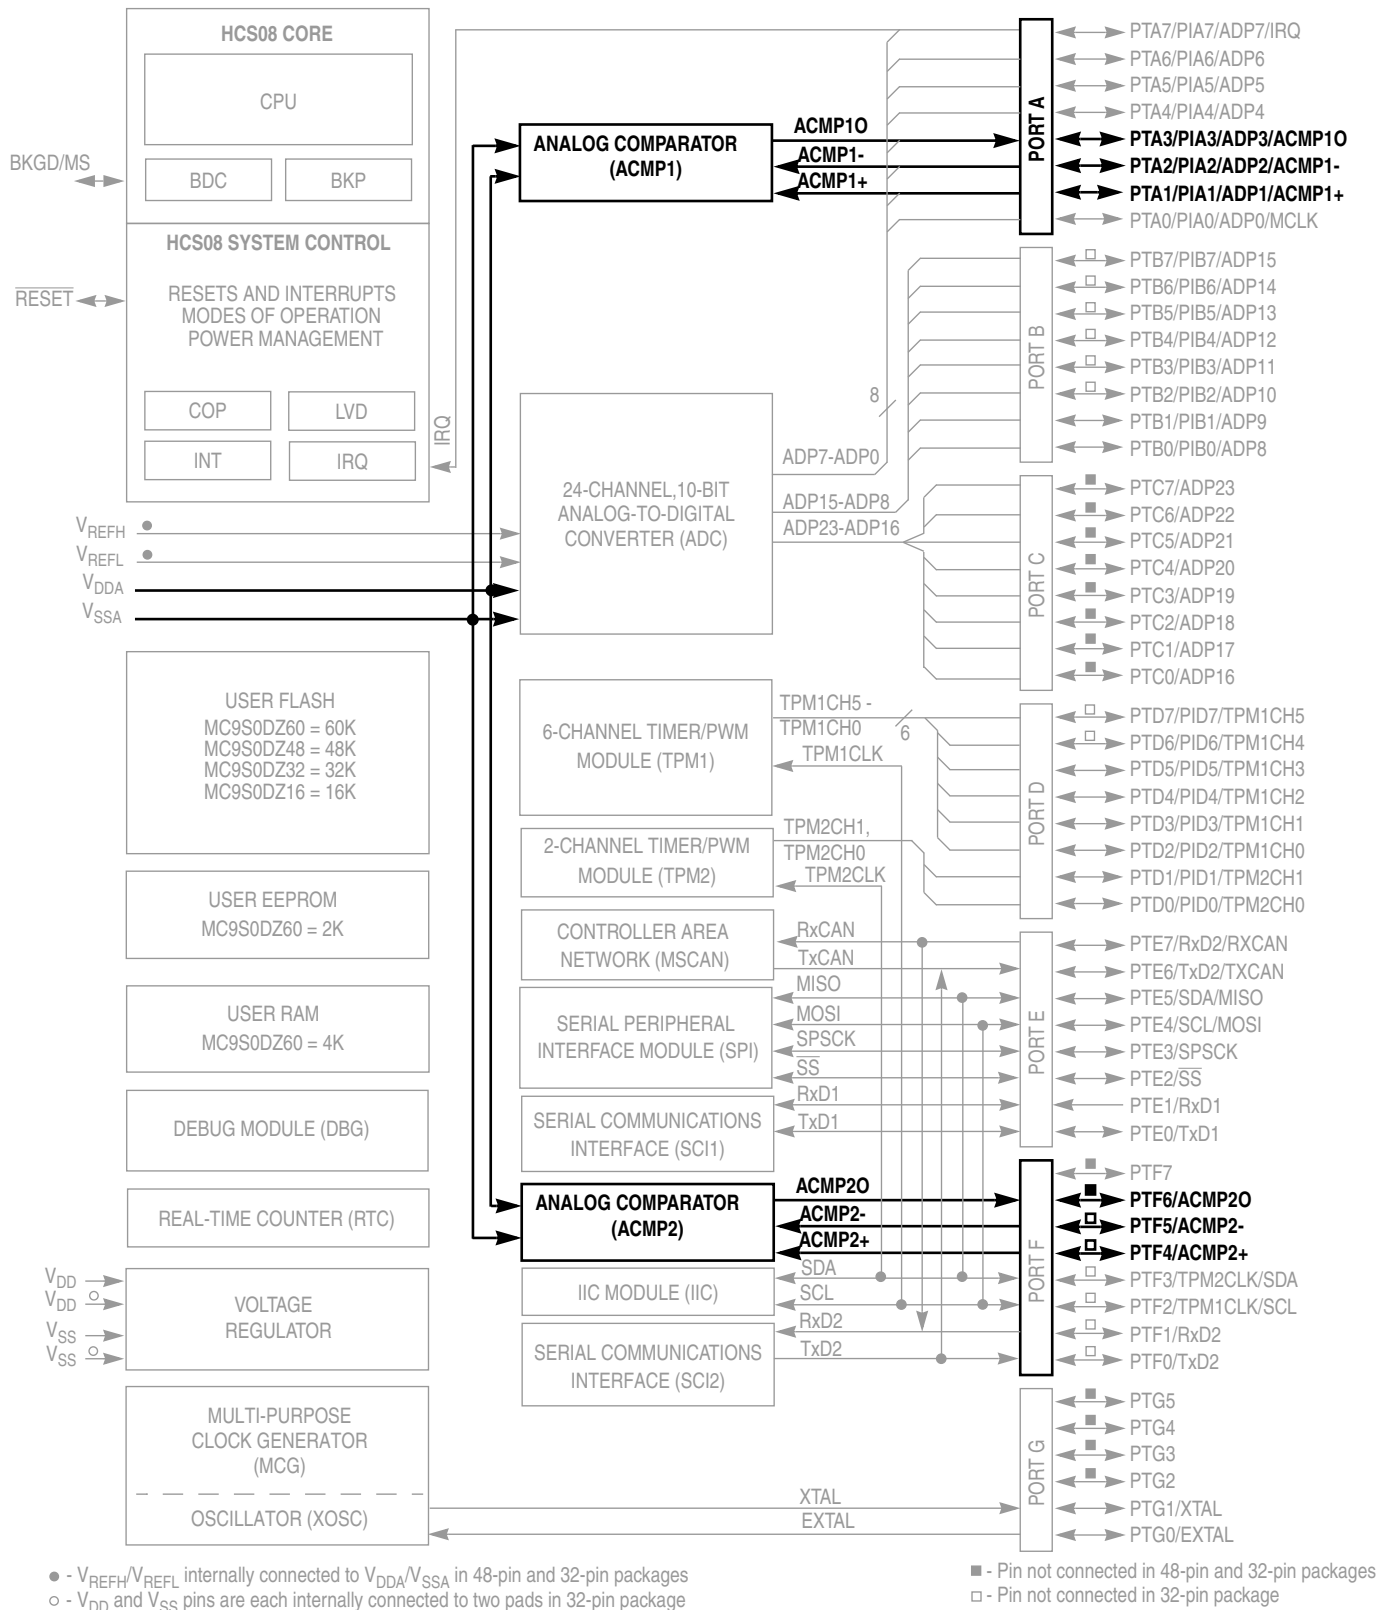 HCS08 CORE
CPU
BDC
BKP
BKGD/MS
HCS08 SYSTEM CONTROL
RESETS AND INTERRUPTS
MODES OF OPERATION
POWER MANAGEMENT
RESET
COP
LVD
INT
IRQ
IRQ
VREFH
VREFL
VDDA
VSSA
USER FLASH
MC9S0DZ60 = 60K
MC9S0DZ48 = 48K
MC9S0DZ32 = 32K
MC9S0DZ16 = 16K
USER EEPROM
MC9S0DZ60 = 2K
USER RAM
MC9S0DZ60 = 4K
DEBUG MODULE (DBG)
REAL-TIME COUNTER (RTC)
VDD
VDD
VSS
VSS
VOLTAGE
REGULATOR
MULTI-PURPOSE
CLOCK GENERATOR
(MCG)
OSCILLATOR (XOSC)
ANALOG COMPARATOR
(ACMP1)
ACMP1O
ACMP1-
ACMP1+
24-CHANNEL,10-BIT
ANALOG-TO-DIGITAL
CONVERTER (ADC)
8
ADP7-ADP0
ADP15-ADP8
ADP23-ADP16
6-CHANNEL TIMER/PWM
MODULE (TPM1)
TPM1CH5 -
TPM1CH0
6
TPM1CLK
2-CHANNEL TIMER/PWM
MODULE (TPM2)
TPM2CH1,
TPM2CH0
TPM2CLK
CONTROLLER AREA
NETWORK (MSCAN)
RxCAN
TxCAN
SERIAL PERIPHERAL
INTERFACE MODULE (SPI)
MISO
MOSI
SPSCK
SS
SERIAL COMMUNICATIONS
INTERFACE (SCI1)
RxD1
TxD1
ANALOG COMPARATOR
(ACMP2)
ACMP2O
ACMP2-
ACMP2+
IIC MODULE (IIC)
SDA
SCL
SERIAL COMMUNICATIONS
INTERFACE (SCI2)
RxD2
TxD2
XTAL
EXTAL
PORT A
PTA7/PIA7/ADP7/IRQ
PTA6/PIA6/ADP6
PTA5/PIA5/ADP5
PTA4/PIA4/ADP4
PTA3/PIA3/ADP3/ACMP1O
PTA2/PIA2/ADP2/ACMP1-
PTA1/PIA1/ADP1/ACMP1+
PTA0/PIA0/ADP0/MCLK
PORT B
PTB7/PIB7/ADP15
PTB6/PIB6/ADP14
PTB5/PIB5/ADP13
PTB4/PIB4/ADP12
PTB3/PIB3/ADP11
PTB2/PIB2/ADP10
PTB1/PIB1/ADP9
PTB0/PIB0/ADP8
PORT C
PTC7/ADP23
PTC6/ADP22
PTC5/ADP21
PTC4/ADP20
PTC3/ADP19
PTC2/ADP18
PTC1/ADP17
PTC0/ADP16
PORT D
PTD7/PID7/TPM1CH5
PTD6/PID6/TPM1CH4
PTD5/PID5/TPM1CH3
PTD4/PID4/TPM1CH2
PTD3/PID3/TPM1CH1
PTD2/PID2/TPM1CH0
PTD1/PID1/TPM2CH1
PTD0/PID0/TPM2CH0
PORT E
PTE7/RxD2/RXCAN
PTE6/TxD2/TXCAN
PTE5/SDA/MISO
PTE4/SCL/MOSI
PTE3/SPSCK
PTE2/SS
PTE1/RxD1
PTE0/TxD1
PORT F
PTF7
PTF6/ACMP2O
PTF5/ACMP2-
PTF4/ACMP2+
PTF3/TPM2CLK/SDA
PTF2/TPM1CLK/SCL
PTF1/RxD2
PTF0/TxD2
PORT G
PTG5
PTG4
PTG3
PTG2
PTG1/XTAL
PTG0/EXTAL
● - VREFH/VREFL internally connected to VDDA/VSSA in 48-pin and 32-pin packages
○ - VDD and VSS pins are each internally connected to two pads in 32-pin package
■ - Pin not connected in 48-pin and 32-pin packages
□ - Pin not connected in 32-pin package